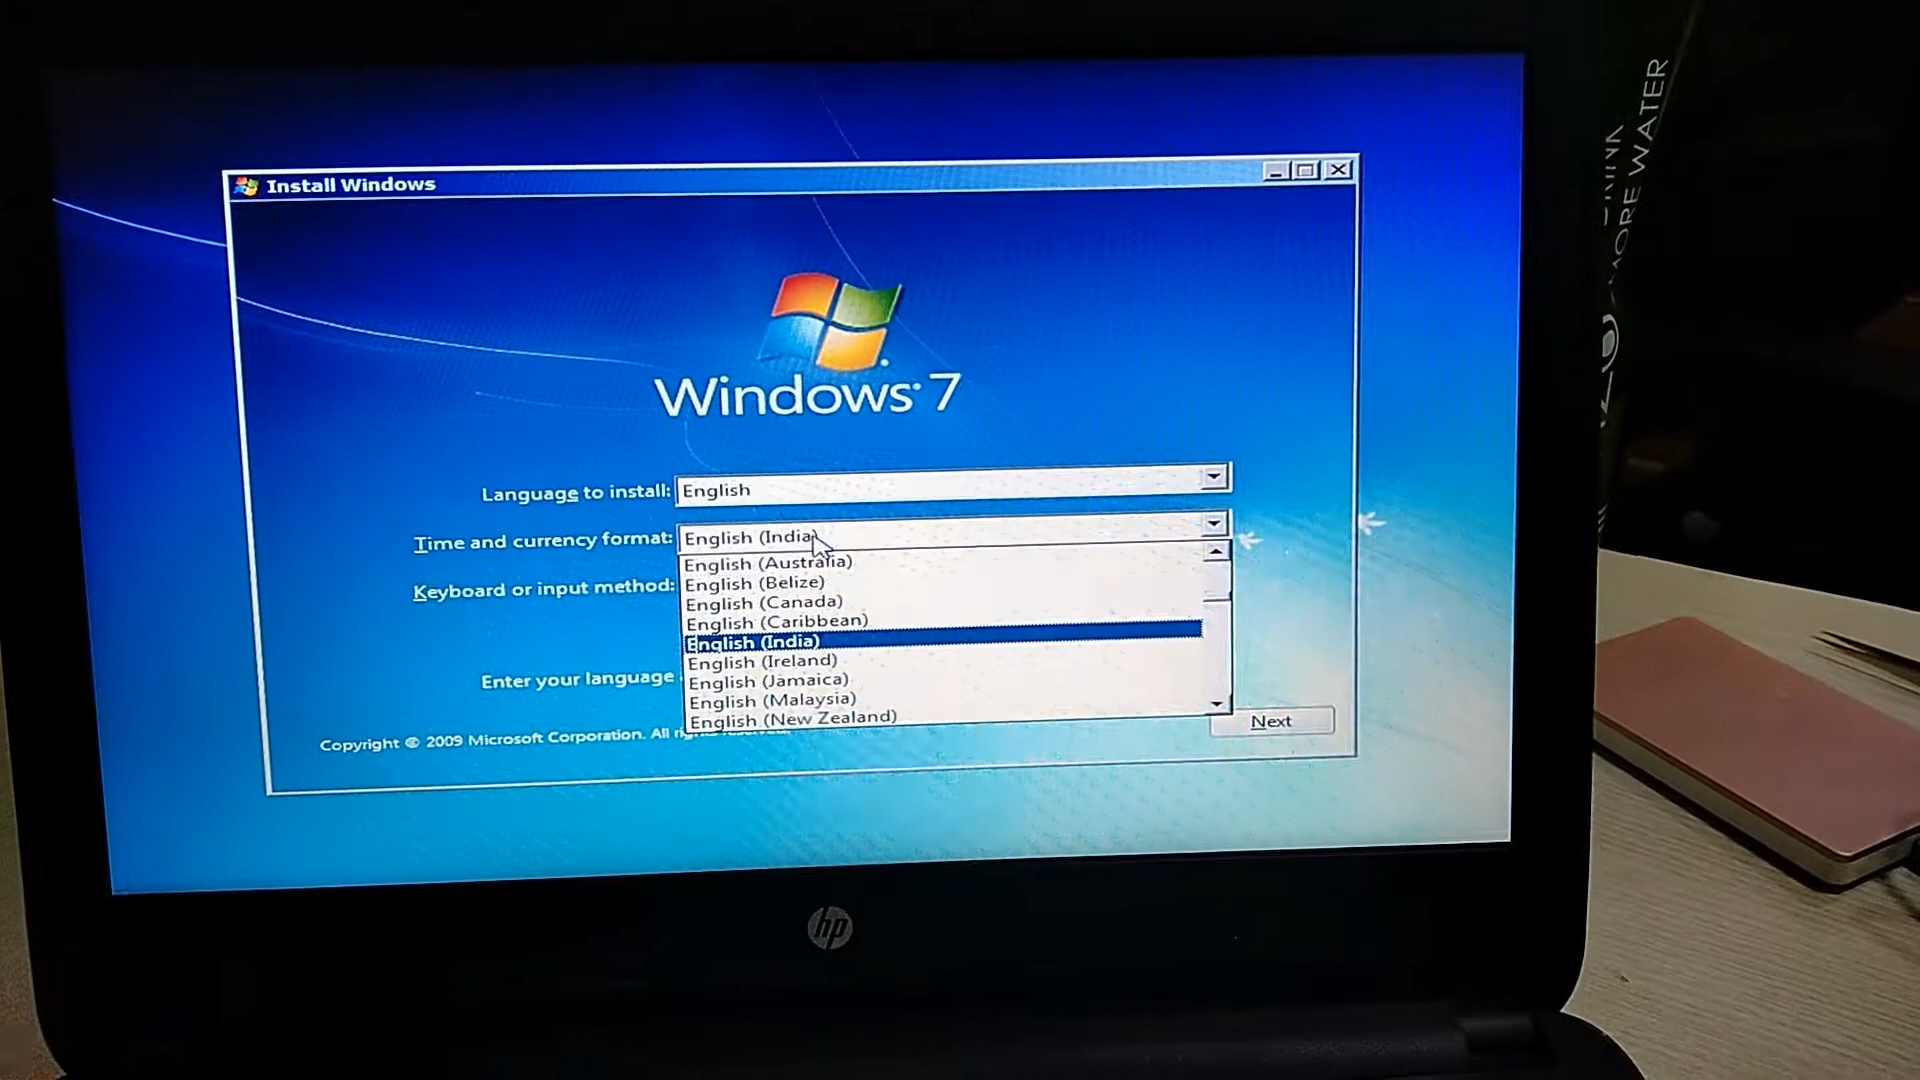 Install Windows
Windows 7
Language to install: English
Time and currency format: English (India)
English (Australia)
English (Belize)
English (Canada)
English (Caribbean)
English (India)
English (Ireland)
English (Jamaica)
English (Malaysia)
English (New Zealand)
Keyboard or input method:
Enter your language
Copyright © 2009 Microsoft Corporation. All
Next
hp
ORE WATER